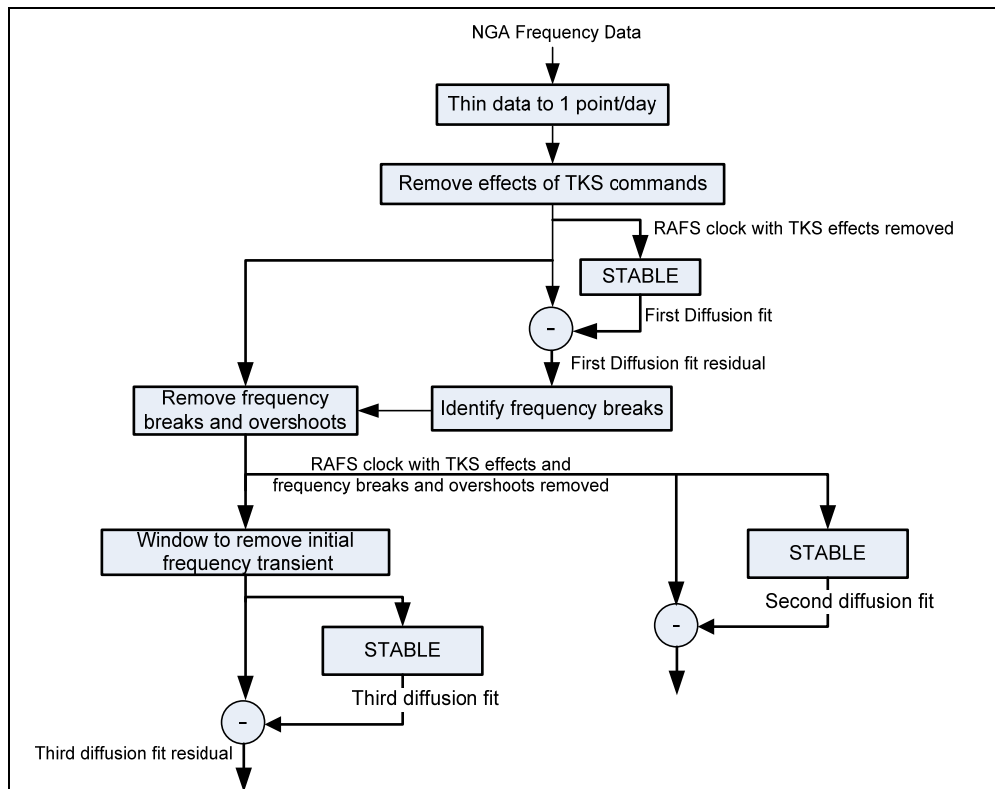 NGA Frequency Data
Thin data to 1 point/day
Remove effects of TKS commands
RAFS clock with TKS effects removed
STABLE
First Diffusion fit
-
First Diffusion fit residual
Remove frequency
breaks and overshoots
Identify frequency breaks
RAFS clock with TKS effects and
frequency breaks and overshoots removed
Window to remove initial
frequency transient
STABLE
Second diffusion fit
-
STABLE
Third diffusion fit
-
Third diffusion fit residual